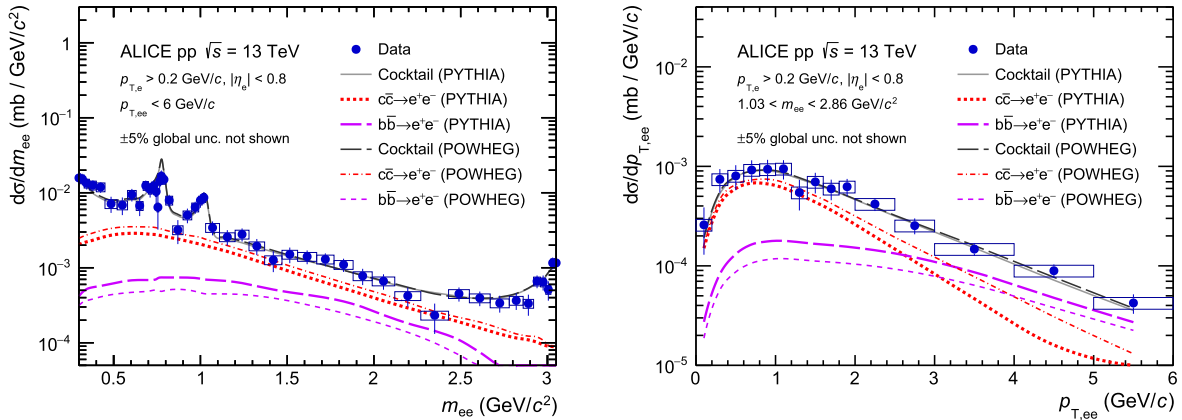 dσ/dm_ee (mb / GeV/c²)
1
10⁻¹
10⁻²
10⁻³
10⁻⁴
ALICE pp √s = 13 TeV
p_T,e > 0.2 GeV/c, |η_e| < 0.8
p_T,ee < 6 GeV/c
±5% global unc. not shown
Data
Cocktail (PYTHIA)
cc̅→e⁺e⁻ (PYTHIA)
bb̅→e⁺e⁻ (PYTHIA)
Cocktail (POWHEG)
cc̅→e⁺e⁻ (POWHEG)
bb̅→e⁺e⁻ (POWHEG)
0.5 1 1.5 2 2.5 3
m_ee (GeV/c²)
dσ/dp_T,ee (mb / GeV/c)
1
10⁻¹
10⁻²
10⁻³
10⁻⁴
10⁻⁵
ALICE pp √s = 13 TeV
p_T,e > 0.2 GeV/c, |η_e| < 0.8
1.03 < m_ee < 2.86 GeV/c²
±5% global unc. not shown
Data
Cocktail (PYTHIA)
cc̅→e⁺e⁻ (PYTHIA)
bb̅→e⁺e⁻ (PYTHIA)
Cocktail (POWHEG)
cc̅→e⁺e⁻ (POWHEG)
bb̅→e⁺e⁻ (POWHEG)
0 1 2 3 4 5 6
p_T,ee (GeV/c)